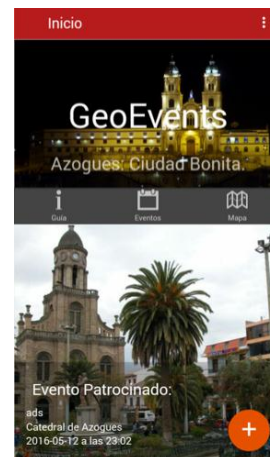 Inicio
GeoEvents
Azogues: Ciudad Bonita.
Guia
Eventos
Mapa
Evento Patrocinado:
ads
Catedral de Azogues
2016-05-12 a las 23:02